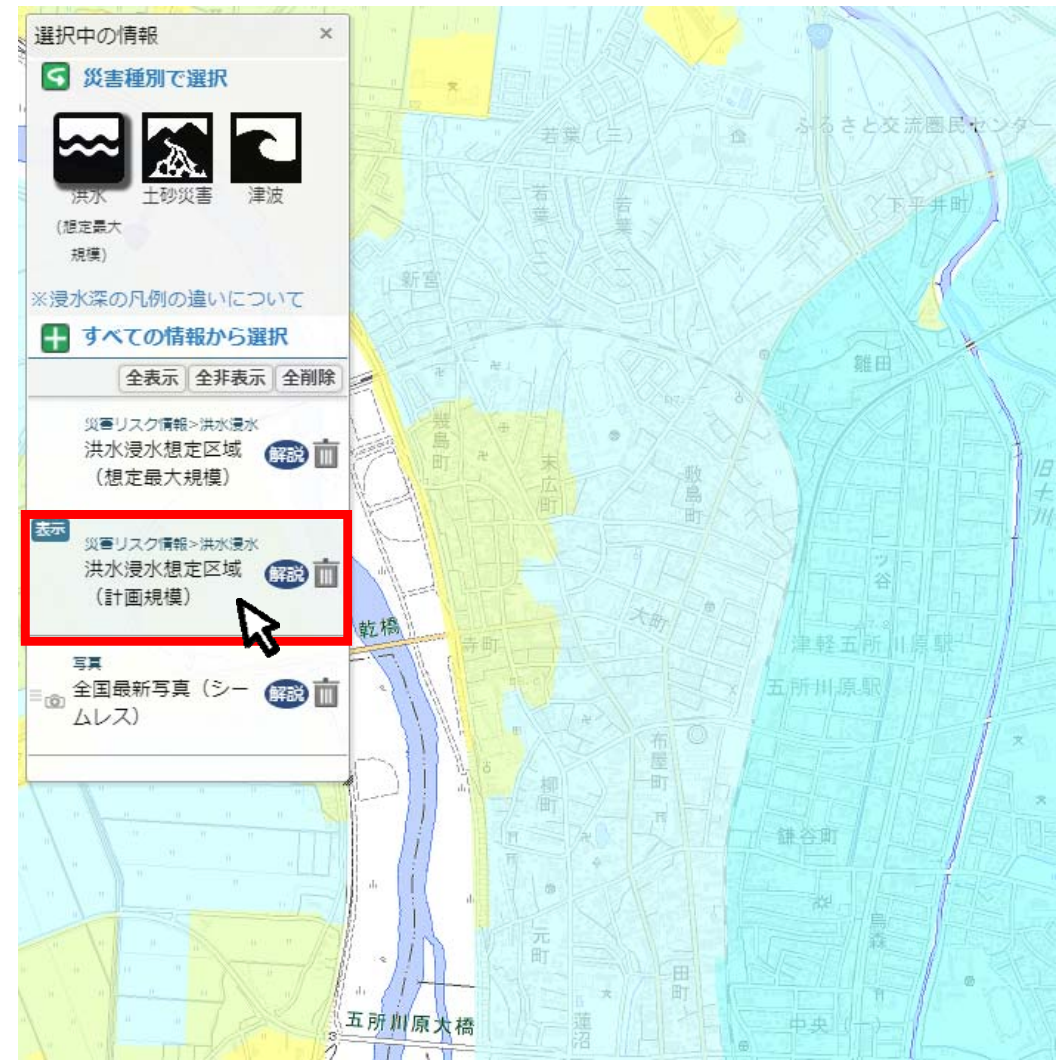 選択中の情報 ×
災害種別で選択
洪水
(想定最大
規模)
土砂災害
津波
※浸水深の凡例の違いについて
すべての情報から選択
全表示 全非表示 全削除
災害リスク情報>洪水浸水
洪水浸水想定区域
（想定最大規模）
解説
表示
災害リスク情報>洪水浸水
洪水浸水想定区域
（計画規模）
解説
写真
全国最新写真（シー
ムレス）
解説
若葉(三)
ふるさと交流圏民センター
若葉
若葉
二
三
下平井町
新宮
雛田
幾島町
末広町
敷島町
旧大川
一ツ谷
大町
乾橋
寺町
津軽五所川原駅
五所川原駅
布屋町
柳町
鎌谷町
烏森
元町
田町
五所川原大橋
蓮沼
中央